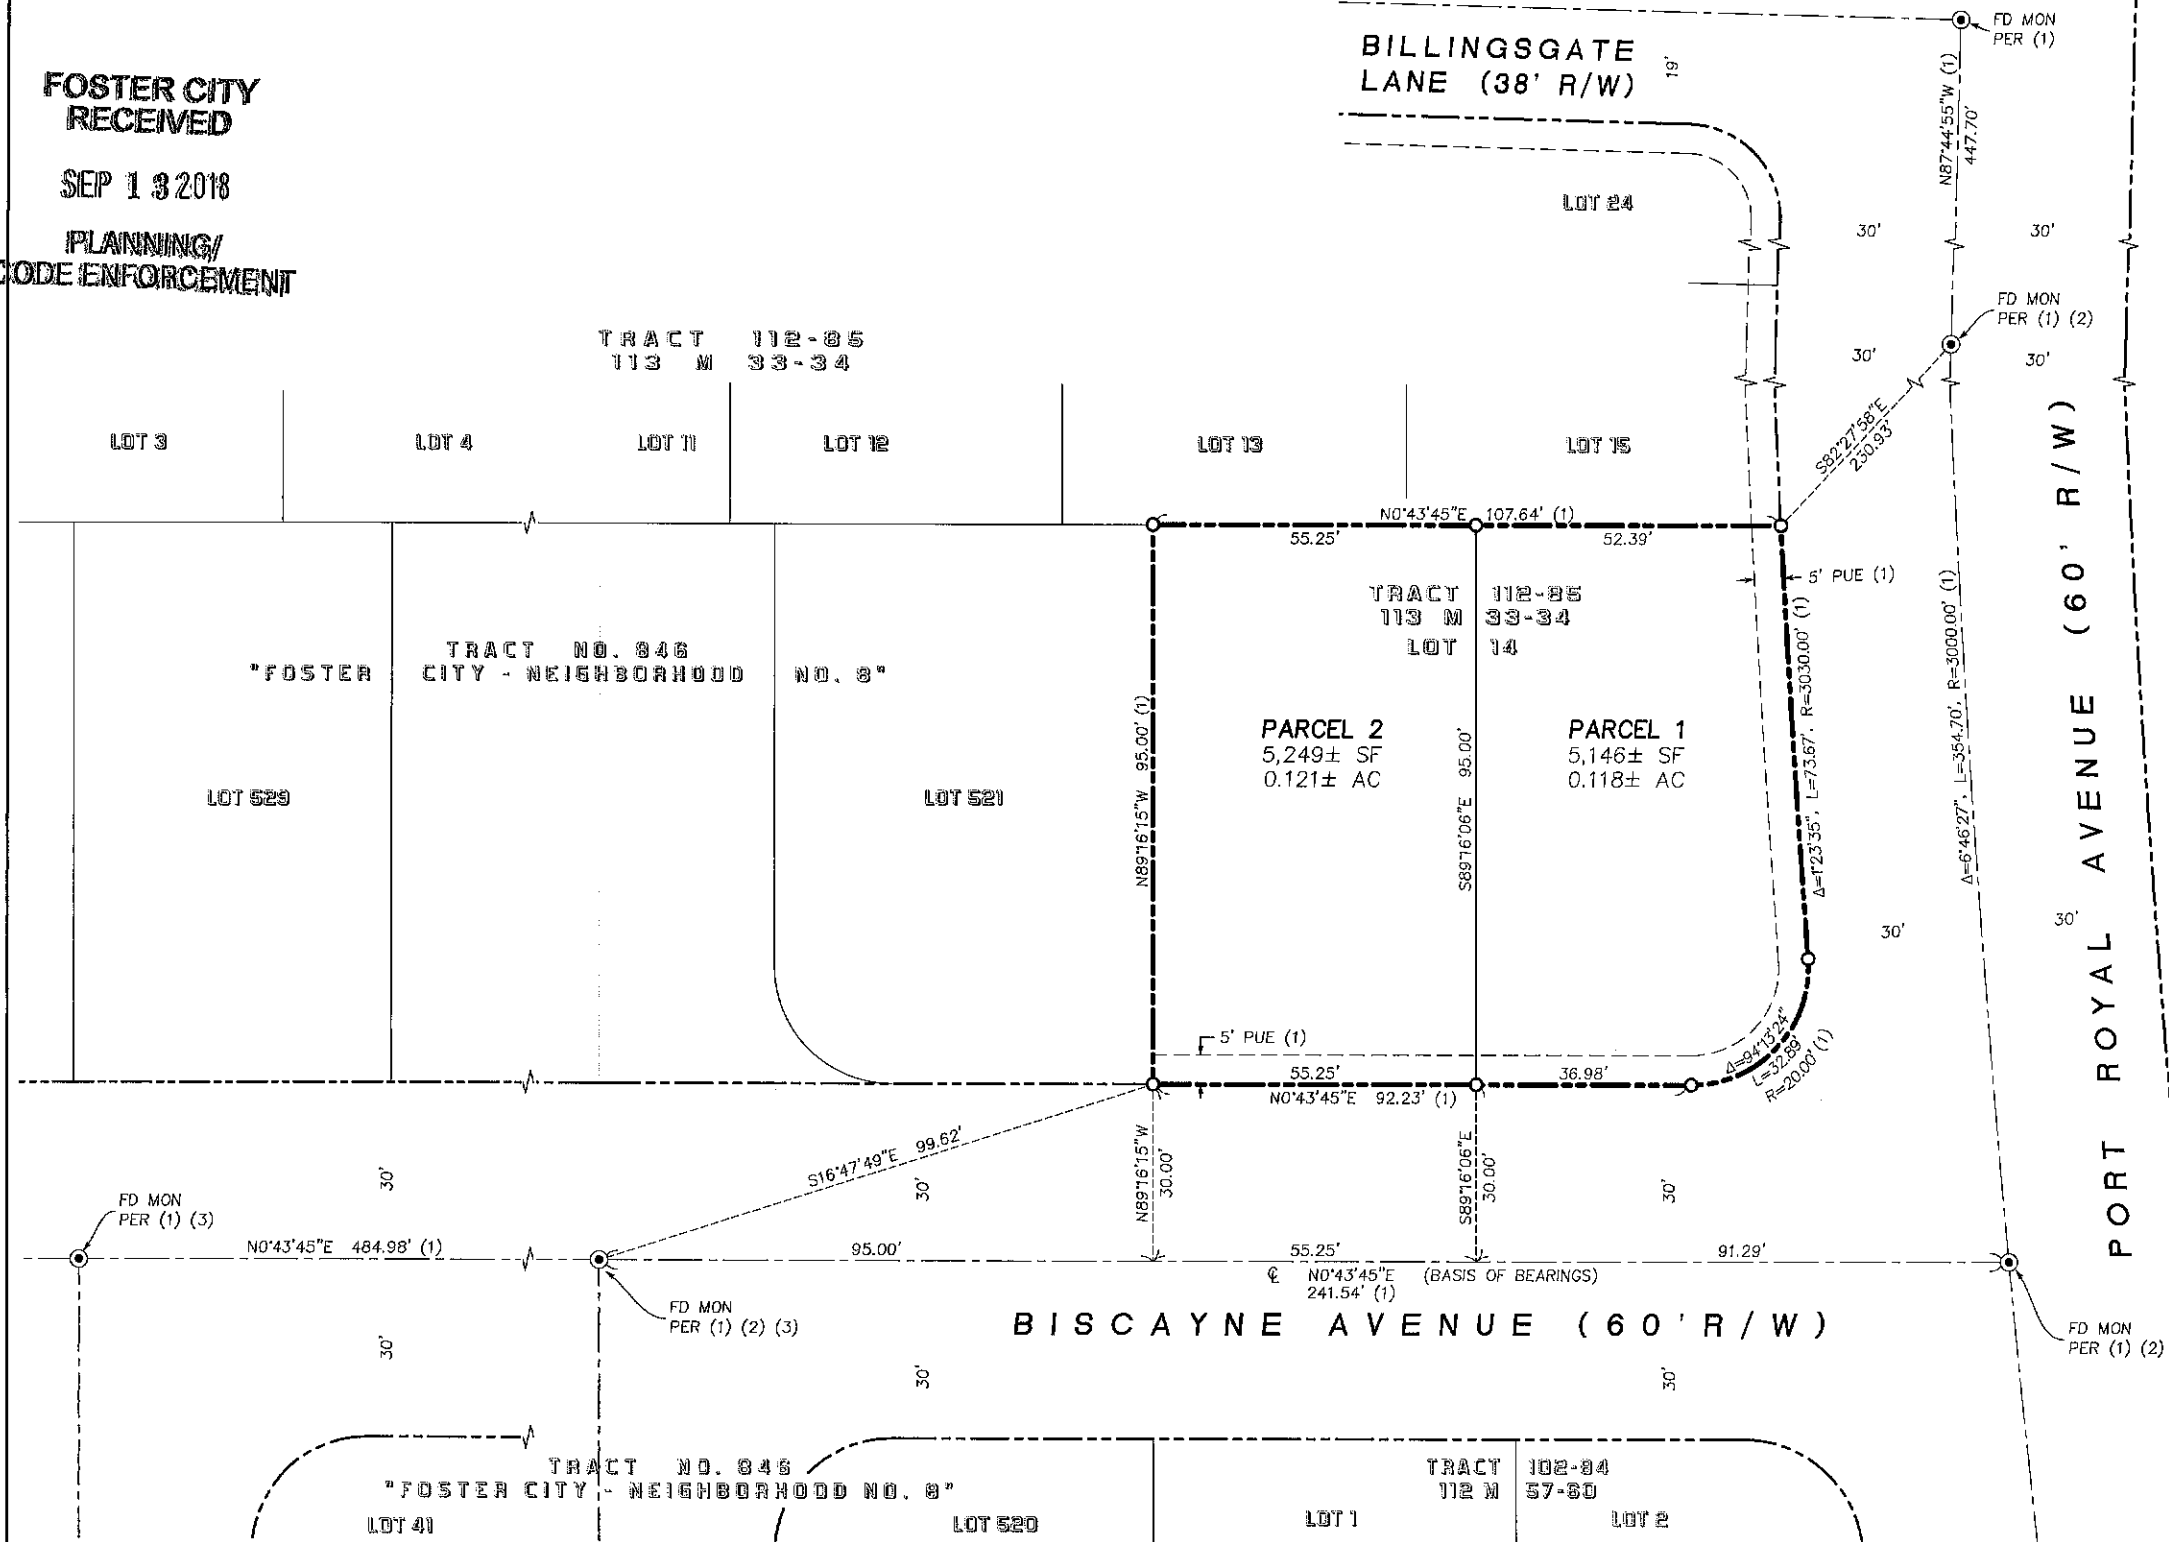 FOSTER CITY
RECEIVED
SEP 13 2018
PLANNING/
CODE ENFORCEMENT
BILLINGSGATE
LANE (38' R/W)
19'
FD MON
PER (1)
N87°44'55"W (1)
447.70'
LOT 24
30'
30'
FD MON
PER (1) (2)
30'
30'
TRACT 112-85
113 M 33-34
LOT 3
LOT 4
LOT 11
LOT 12
LOT 13
LOT 15
S82°27'58"E
230.93'
N0°43'45"E 107.64' (1)
55.25'
52.39'
5' PUE (1)
TRACT 112-85
113 M 33-34
LOT 14
TRACT NO. 846
"FOSTER CITY - NEIGHBORHOOD NO. 8"
PARCEL 2
5,249± SF
0.121± AC
PARCEL 1
5,146± SF
0.118± AC
N89°16'15"W 95.00' (1)
S89°16'06"E 95.00'
Δ=1°23'35", L=73.67', R=3030.00' (1)
Δ=6°46'27", L=354.70', R=3000.00' (1)
PORT ROYAL AVENUE (60' R/W)
LOT 529
LOT 521
30'
30'
5' PUE (1)
55.25'
36.98'
N0°43'45"E 92.23' (1)
Δ=94°13'24"
L=32.89'
R=20.00' (1)
S16°47'49"E 99.62'
N89°16'15"W
30.00'
S89°16'06"E
30.00'
30'
30'
30'
FD MON
PER (1) (3)
N0°43'45"E 484.98' (1)
95.00'
55.25'
91.29'
℄ N0°43'45"E (BASIS OF BEARINGS)
241.54' (1)
FD MON
PER (1) (2) (3)
BISCAYNE AVENUE (60'R/W)
FD MON
PER (1) (2)
30'
30'
30'
TRACT NO. 846
"FOSTER CITY - NEIGHBORHOOD NO. 8"
TRACT 102-84
112 M 57-60
LOT 41
LOT 520
LOT 1
LOT 2